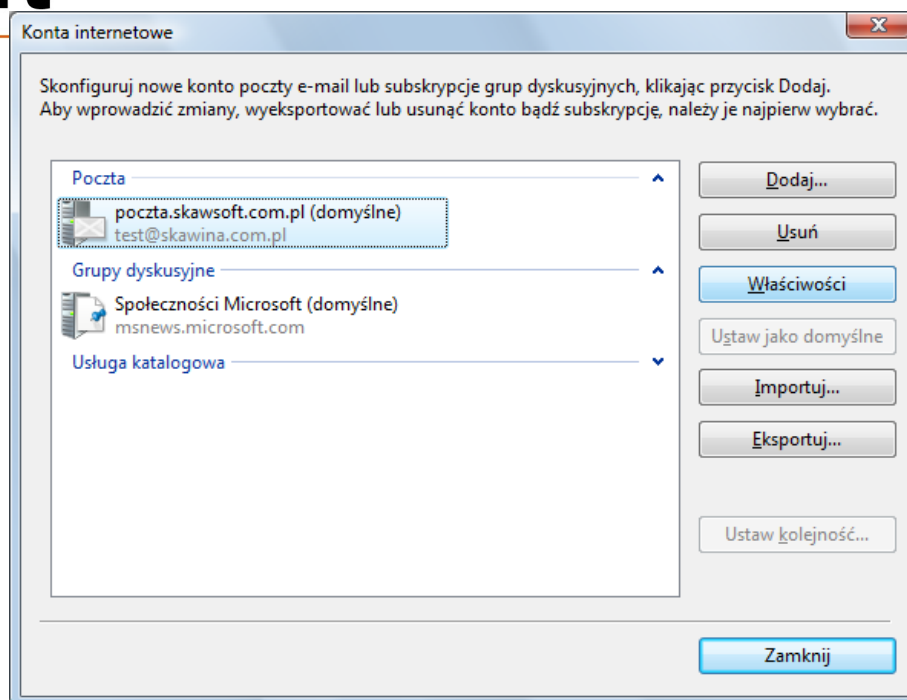 Konta internetowe
Skonfiguruj nowe konto poczty e-mail lub subskrypcje grup dyskusyjnych, klikając przycisk Dodaj.
Aby wprowadzić zmiany, wyeksportować lub usunąć konto bądź subskrypcję, należy je najpierw wybrać.
Poczta
poczta.skawsoft.com.pl (domyślne)
test@skawina.com.pl
Grupy dyskusyjne
Społeczności Microsoft (domyślne)
msnews.microsoft.com
Usługa katalogowa
Dodaj...
Usuń
Właściwości
Ustaw jako domyślne
Importuj...
Eksportuj...
Ustaw kolejność...
Zamknij